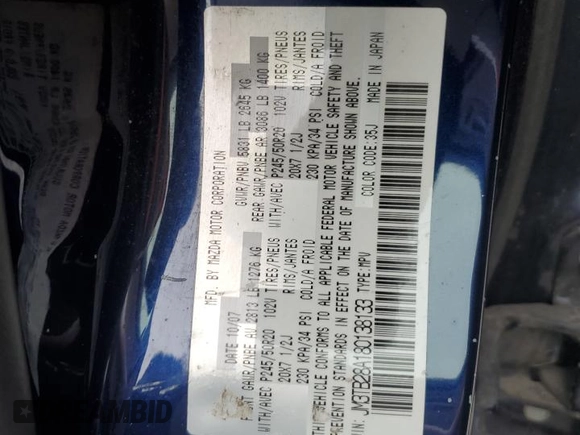 MFD. BY MAZDA MOTOR CORPORATION
DATE 10/07
GVWR/PNBV 5831 LB 2645 KG
FRONT GAWR/PNBE AV 2813 LB 1276 KG
REAR GAWR/PNBE AR 3086 LB 1400 KG
WITH/AVEC P245/50R20 102V TIRES/PNEUS
WITH/AVEC P245/50R20 102V TIRES/PNEUS
20X7 1/2J RIMS/JANTES
20X7 1/2J RIMS/JANTES
230 KPA/34 PSI COLD/A FROID
230 KPA/34 PSI COLD/A FROID
THIS VEHICLE CONFORMS TO ALL APPLICABLE FEDERAL MOTOR VEHICLE SAFETY AND THEFT
PREVENTION STANDARDS IN EFFECT ON THE DATE OF MANUFACTURE SHOWN ABOVE.
VIN: JM3TB28A180138133 TYPE:MPV COLOR CODE:35J MADE IN JAPAN